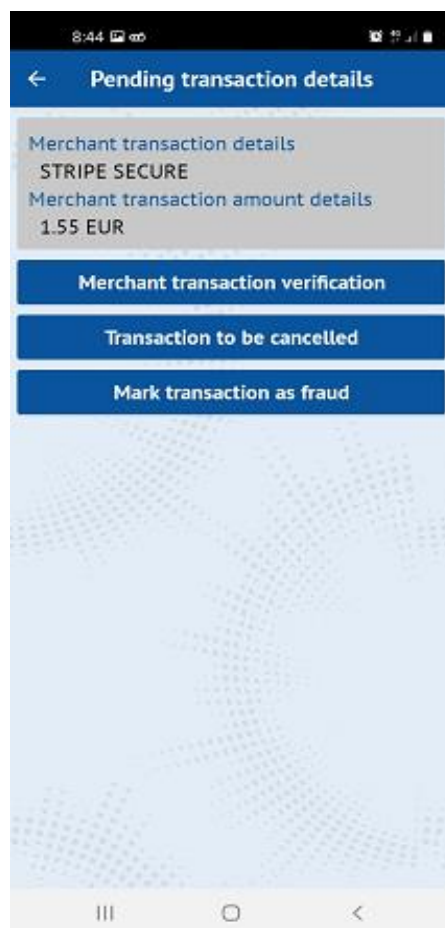 8:44
Pending transaction details
Merchant transaction details
STRIPE SECURE
Merchant transaction amount details
1.55 EUR
Merchant transaction verification
Transaction to be cancelled
Mark transaction as fraud